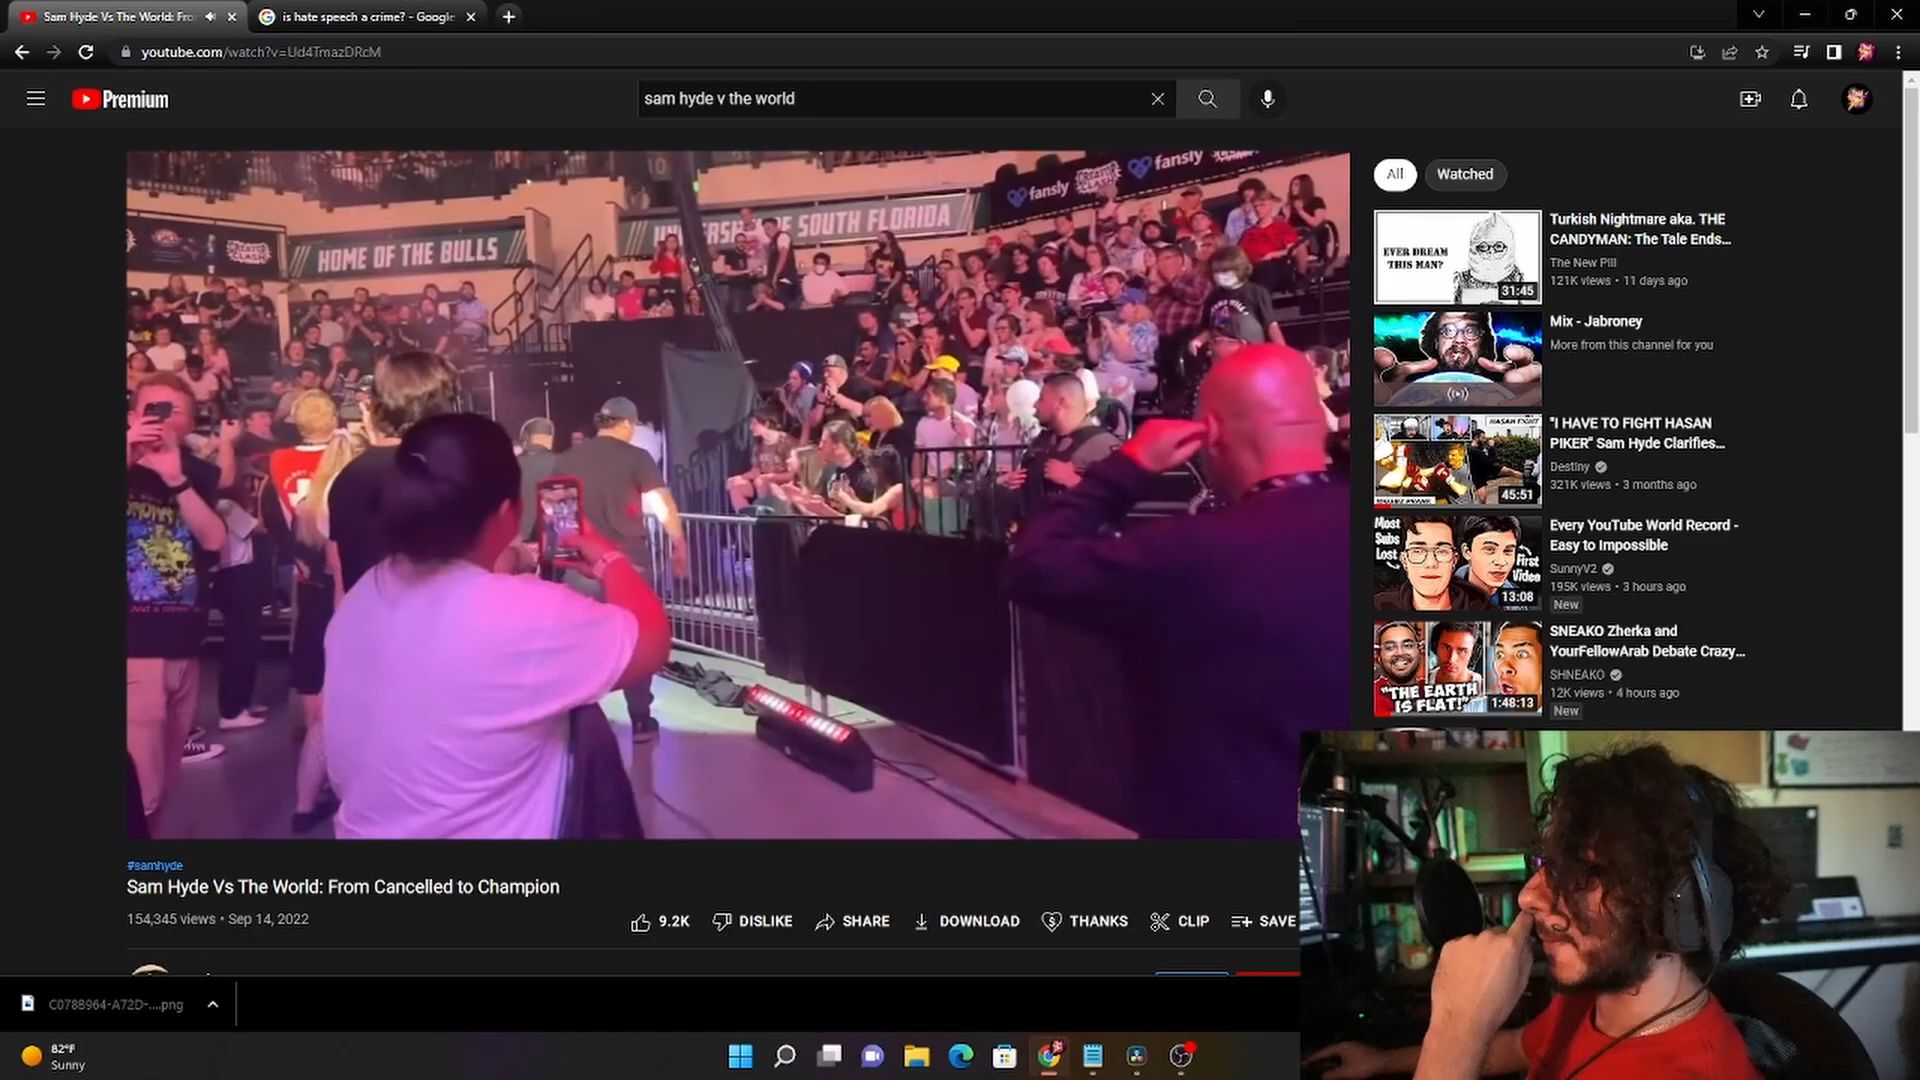 Sam Hyde Vs The World: Fro
is hate speech a crime? - Google
youtube.com/watch?v=Ud4TmazDRcM
Premium
sam hyde v the world
HOME OF THE BULLS
OF SOUTH FLORIDA
fansly
fansly
All
Watched
EVER DREAM
THIS MAN?
31:45
Turkish Nightmare aka. THE
CANDYMAN: The Tale Ends...
The New Pill
121K views • 11 days ago
Mix - Jabroney
More from this channel for you
HASAN FIGHT
45:51
"I HAVE TO FIGHT HASAN
PIKER" Sam Hyde Clarifies...
Destiny
321K views • 3 months ago
Most
Subs
Lost
First
Video
13:08
Every YouTube World Record -
Easy to Impossible
SunnyV2
195K views • 3 hours ago
New
"THE EARTH
IS FLAT!"
1:48:13
SNEAKO Zherka and
YourFellowArab Debate Crazy...
SHNEAKO
12K views • 4 hours ago
New
#samhyde
Sam Hyde Vs The World: From Cancelled to Champion
154,345 views • Sep 14, 2022
9.2K
DISLIKE
SHARE
DOWNLOAD
THANKS
CLIP
SAVE
C0788964-A72D-....png
82°F
Sunny